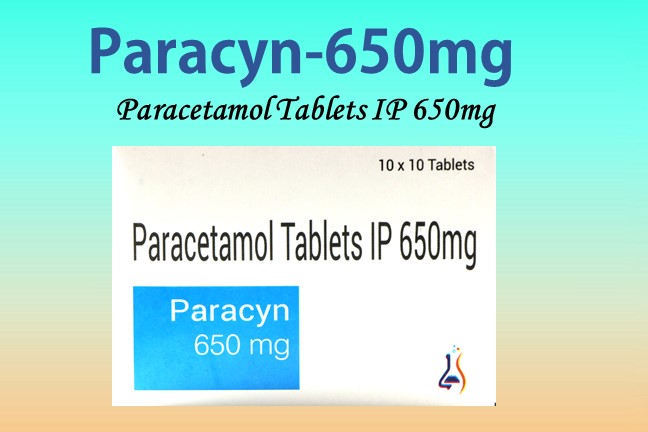 Paracyn-650mg
Paracetamol Tablets IP 650mg
10 x 10 Tablets
Paracetamol Tablets IP 650mg
Paracyn
650 mg